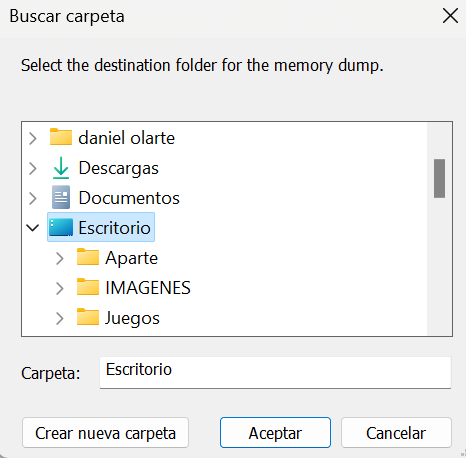 Buscar carpeta
Select the destination folder for the memory dump.
daniel olarte
Descargas
Documentos
Escritorio
Aparte
IMAGENES
Juegos
Carpeta: Escritorio
Crear nueva carpeta Aceptar Cancelar